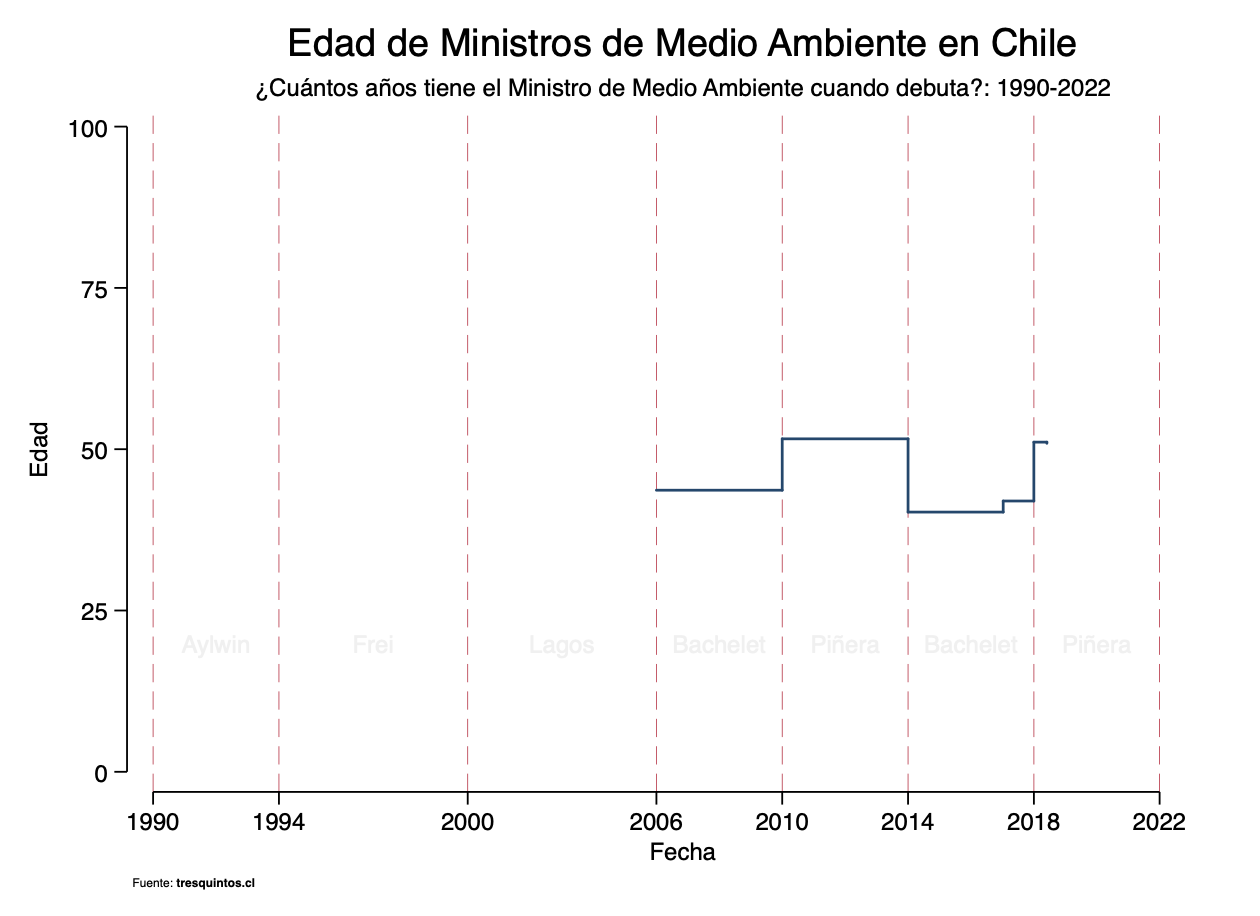 Edad de Ministros de Medio Ambiente en Chile
¿Cuántos años tiene el Ministro de Medio Ambiente cuando debuta?: 1990-2022
100
75
50
25
0
Edad
Aylwin Frei Lagos Bachelet Piñera Bachelet Piñera
1990 1994 2000 2006 2010 2014 2018 2022
Fecha
Fuente: tresquintos.cl